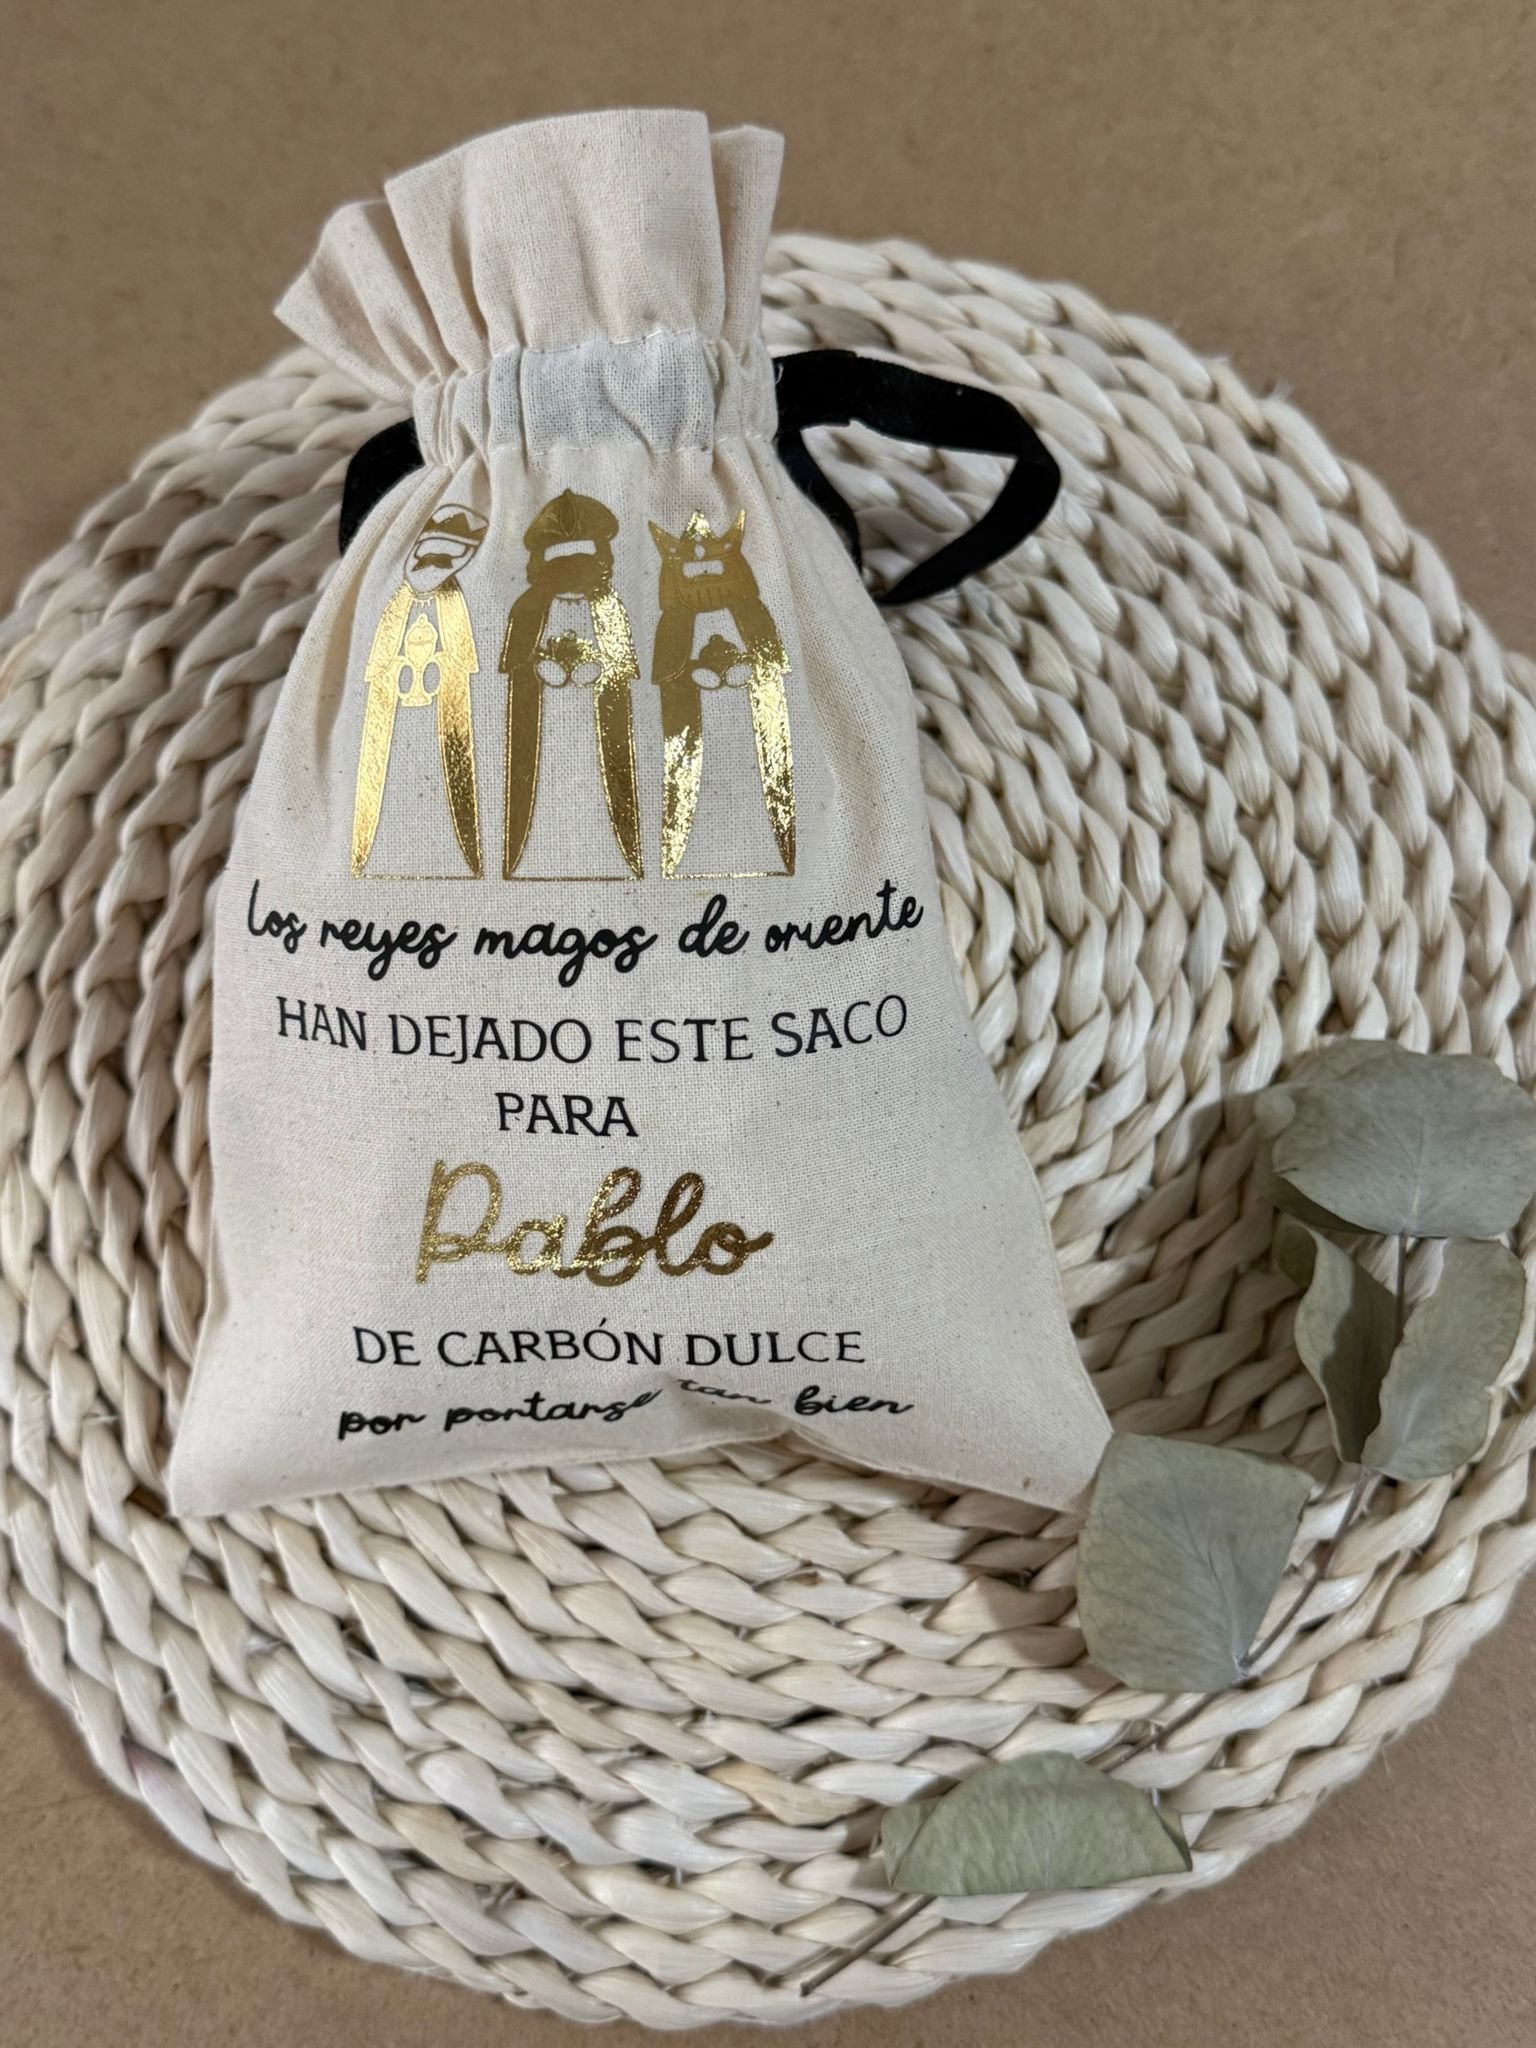 los reyes magos de oriente
HAN DEJADO ESTE SACO
PARA
Pablo
DE CARBÓN DULCE
por portarse tan bien